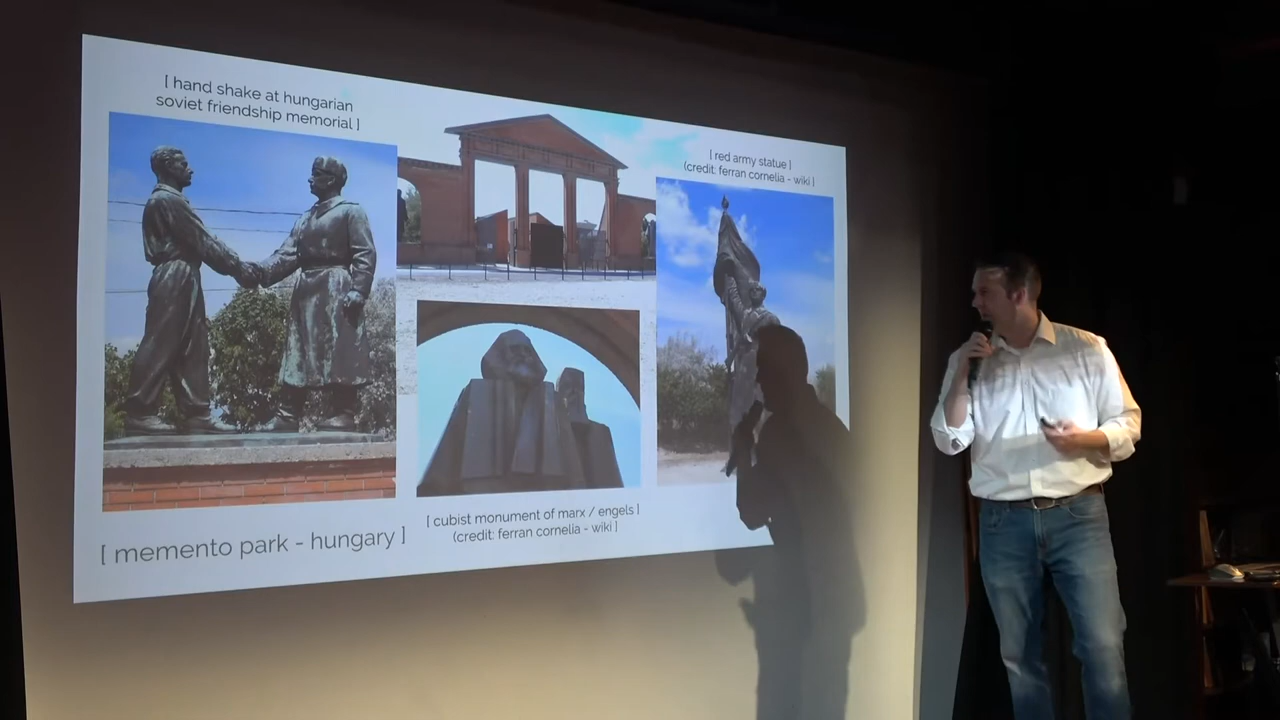 [ hand shake at hungarian
soviet friendship memorial ]
[ red army statue ]
(credit: ferran cornelia - wiki ]
[ cubist monument of marx / engels ]
(credit: ferran cornelia - wiki ]
[ memento park - hungary ]